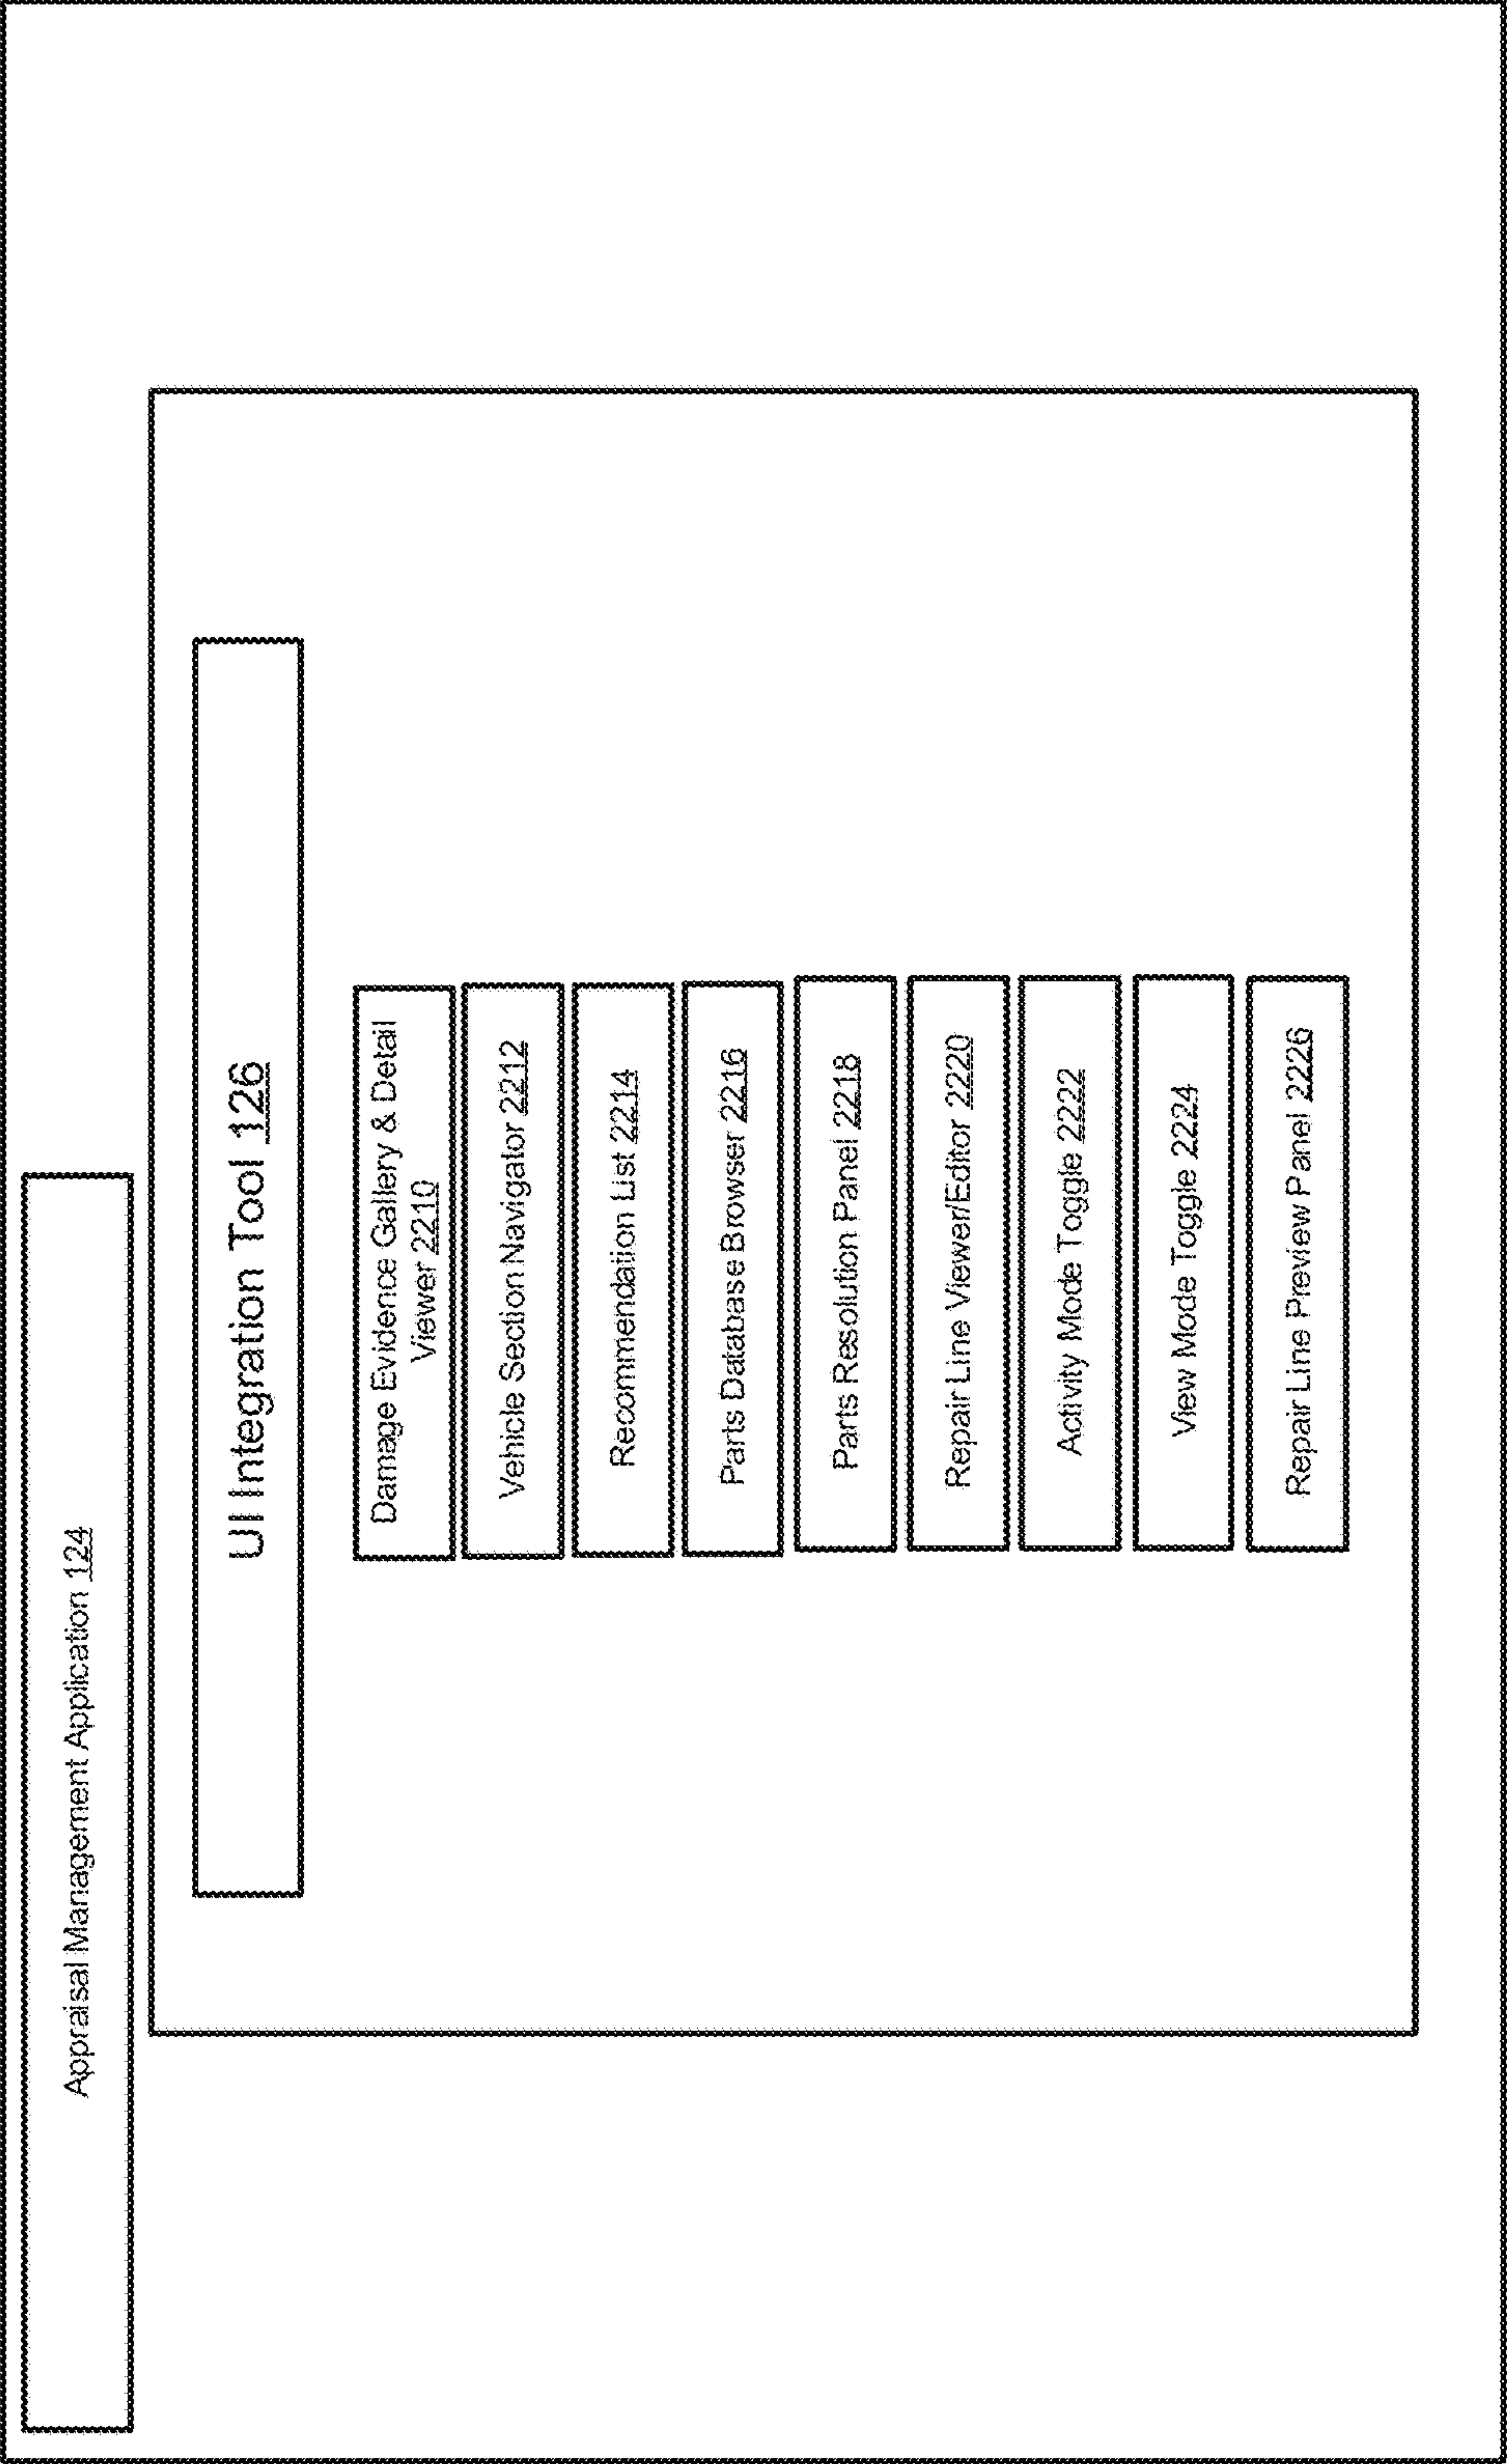 Appraisal Management Application 124
UI Integration Tool 126
Damage Evidence Gallery & Detail
Viewer 2210
Vehicle Section Navigator 2212
Recommendation List 2214
Parts Database Browser 2216
Parts Resolution Panel 2218
Repair Line Viewer/Editor 2220
Activity Mode Toggle 2222
View Mode Toggle 2224
Repair Line Preview Panel 2226